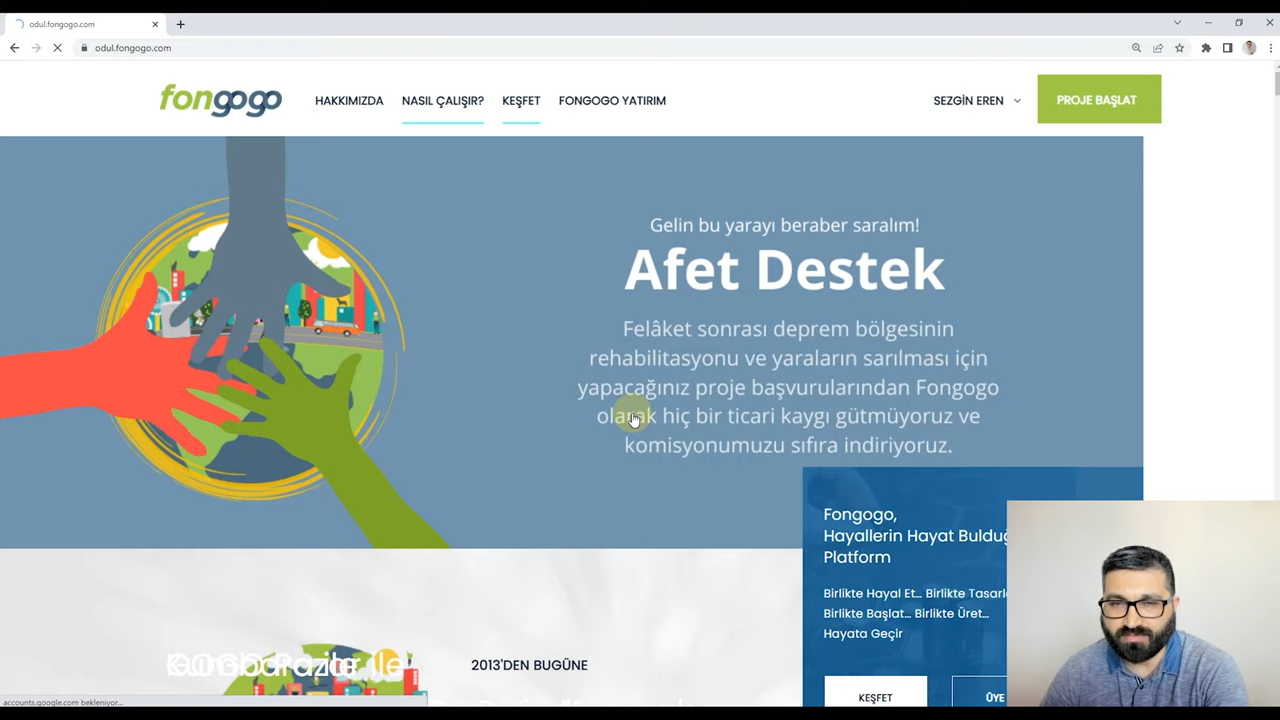 odul.fongogo.com
odul.fongogo.com
fongogo
HAKKIMIZDA
NASIL ÇALIŞIR?
KEŞFET
FONGOGO YATIRIM
SEZGİN EREN
PROJE BAŞLAT
Gelin bu yarayı beraber saralım!
Afet Destek
Felâket sonrası deprem bölgesinin
rehabilitasyonu ve yaraların sarılması için
yapacağınız proje başvurularından Fongogo
olarak hiç bir ticari kaygı gütmüyoruz ve
komisyonumuzu sıfıra indiriyoruz.
Fongogo,
Hayallerin Hayat Bulduğ
Platform
Birlikte Hayal Et... Birlikte Tasarla
Birlikte Başlat... Birlikte Üret...
Hayata Geçir
KEŞFET
ÜYE
2013'DEN BUGÜNE
ile
accounts.google.com bekleniyor...